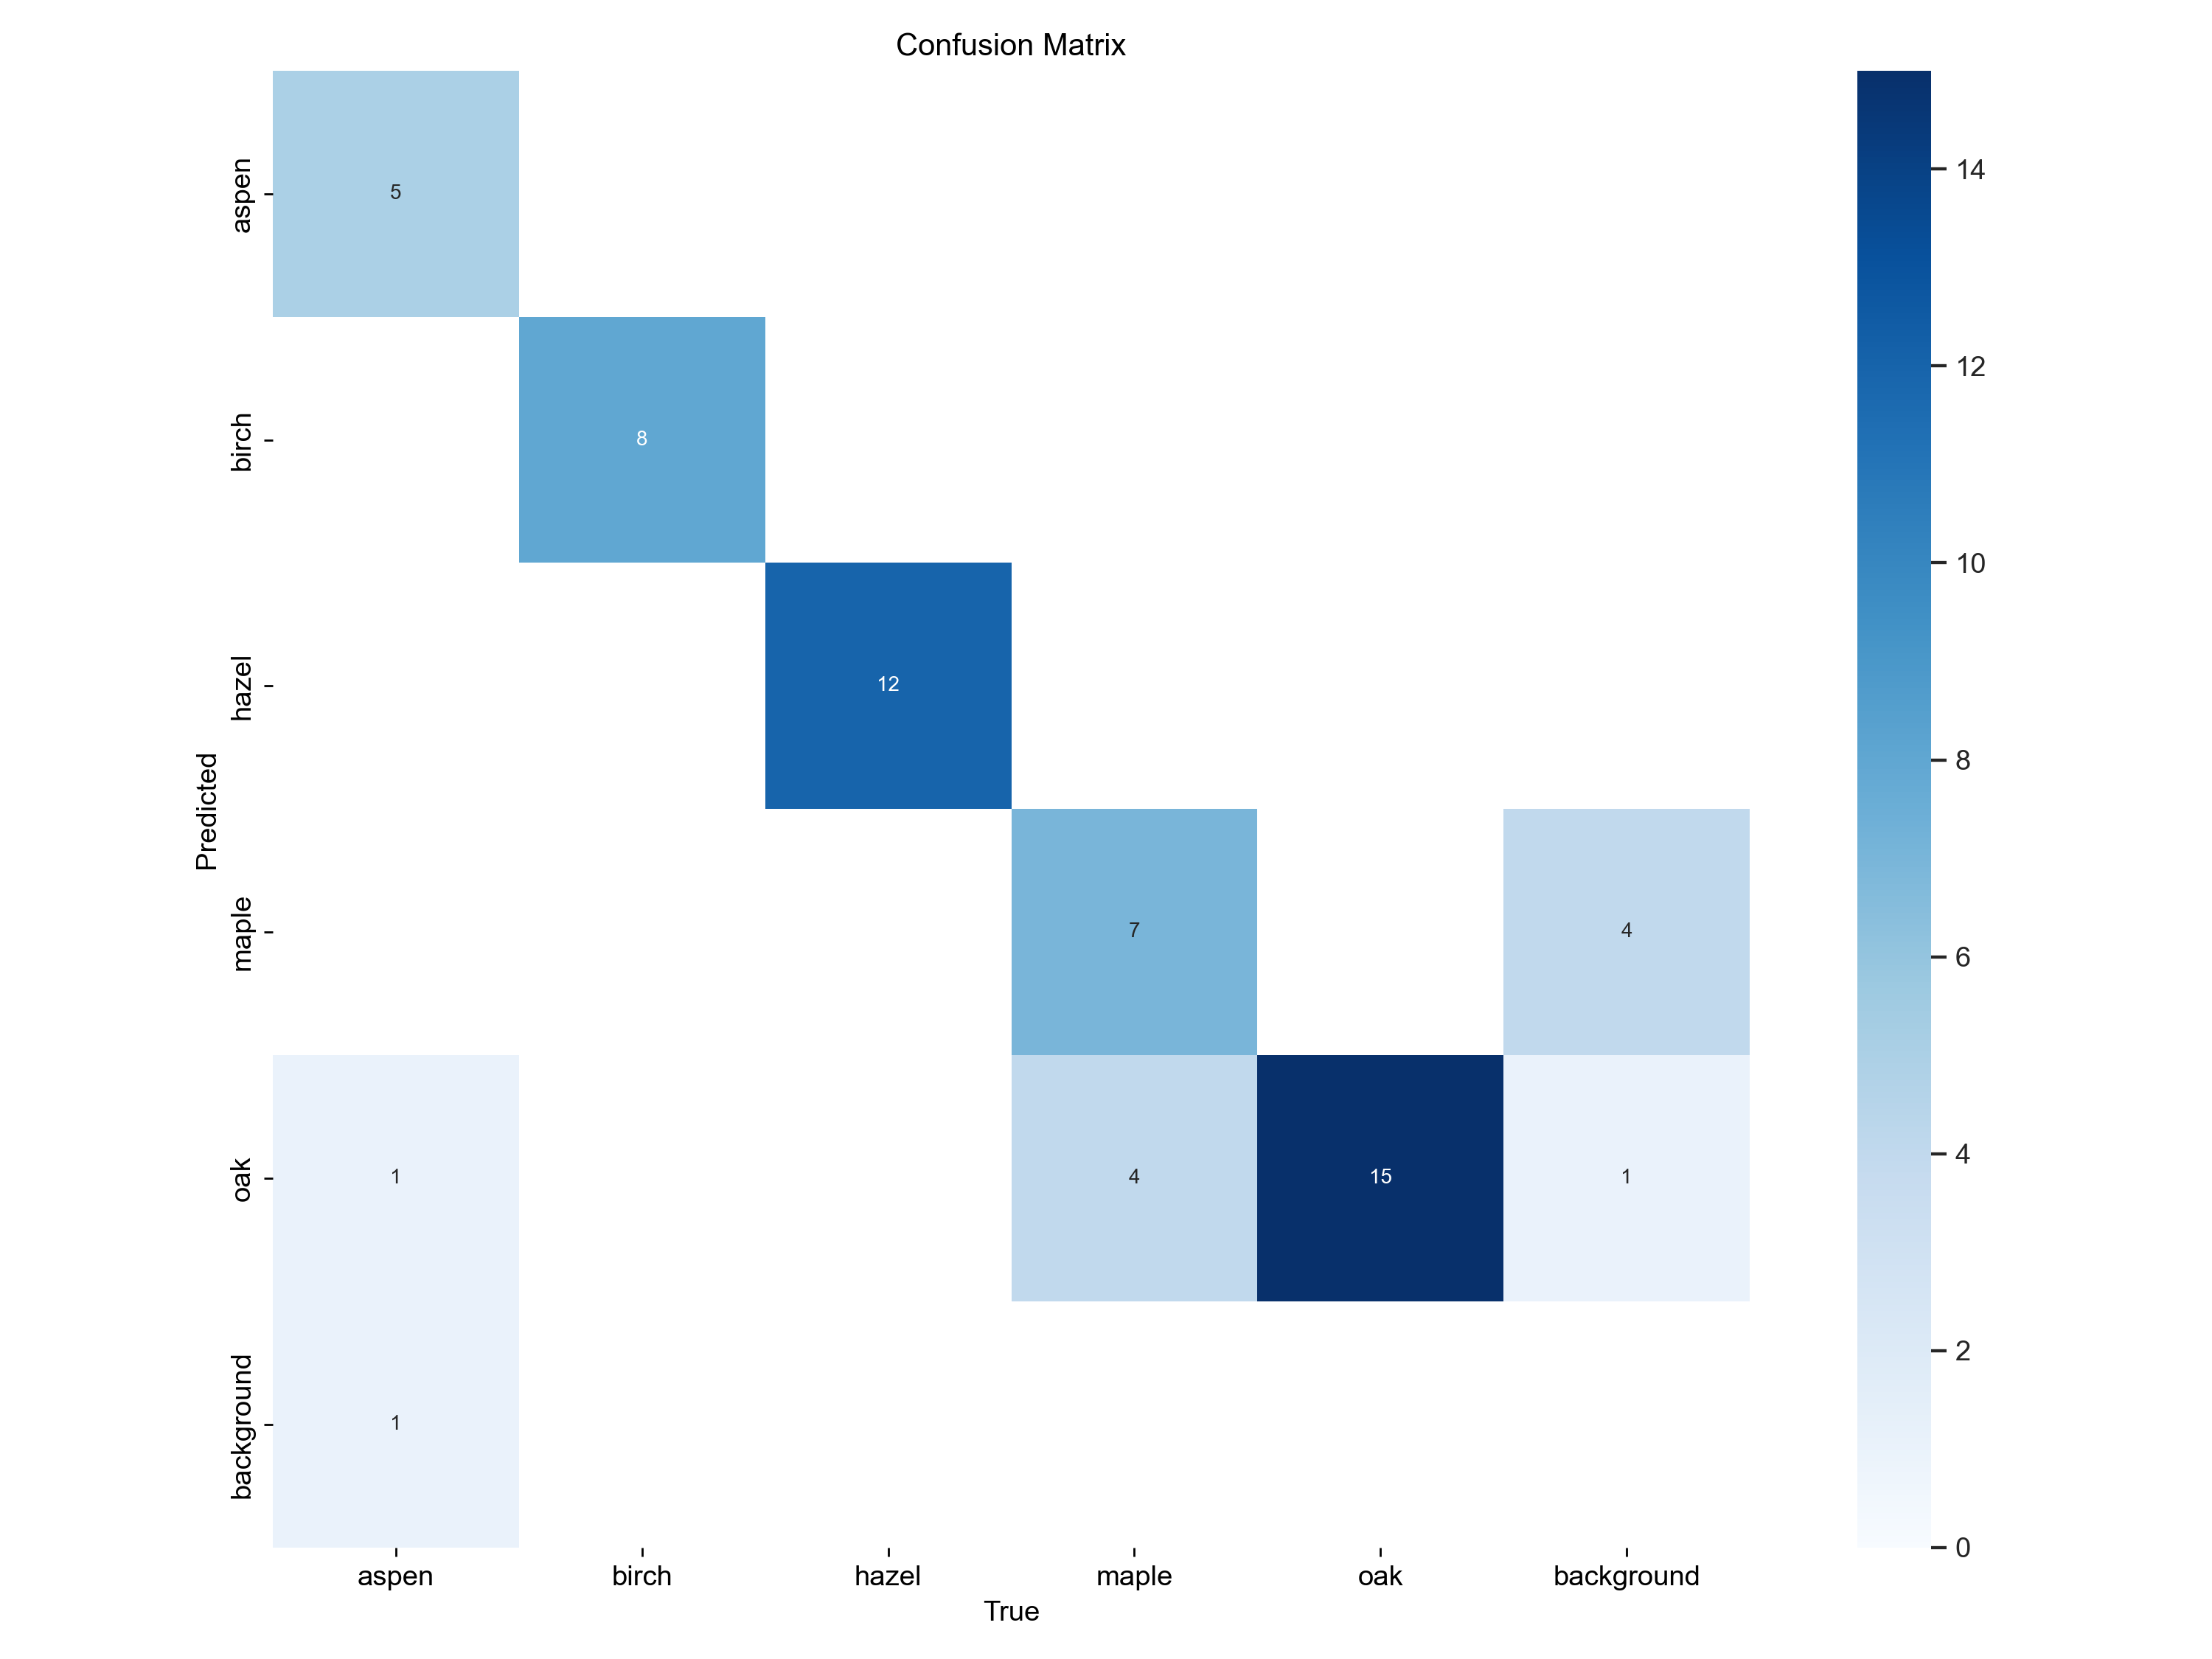 Confusion Matrix
aspen
5
birch
8
hazel
12
maple
7
4
oak
1
4
15
1
background
1
Predicted
aspen birch hazel maple oak background
True
14
12
10
8
6
4
2
0